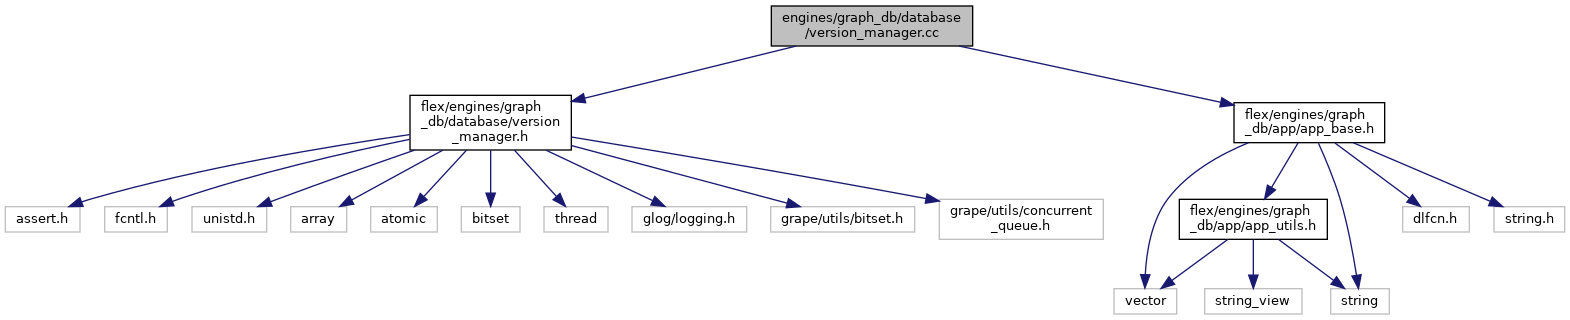 engines/graph_db/database
/version_manager.cc
flex/engines/graph
_db/database/version
_manager.h
flex/engines/graph
_db/app/app_base.h
assert.h
fcntl.h
unistd.h
array
atomic
bitset
thread
glog/logging.h
grape/utils/bitset.h
grape/utils/concurrent
_queue.h
flex/engines/graph
_db/app/app_utils.h
dlfcn.h
string.h
vector
string_view
string